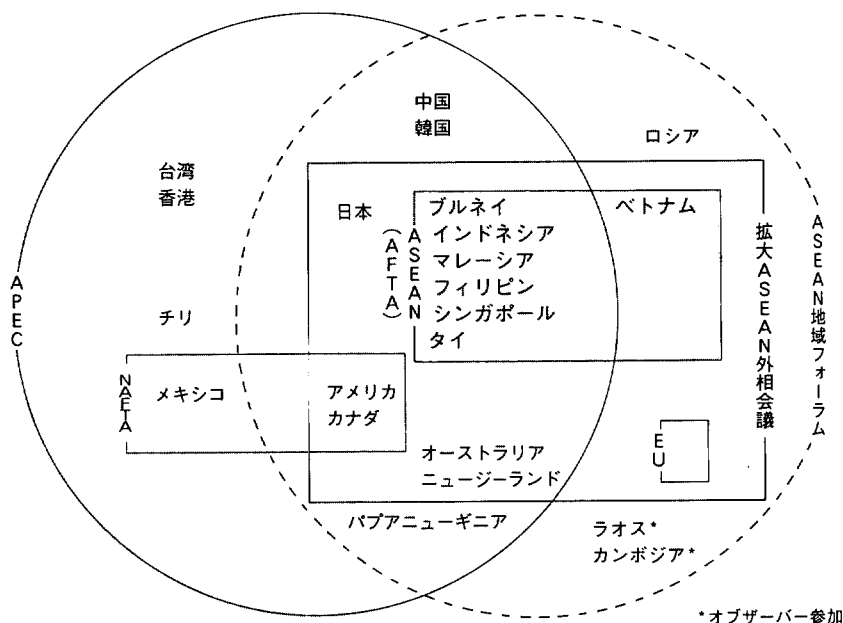 中国
韓国
ロシア
台湾
香港
日本
ブルネイ
インドネシア
マレーシア
フィリピン
シンガポール
タイ
ベトナム
ASEAN
(AFTA)
拡大ASEAN外相会議
ASEAN地域フォーラム
APEC
チリ
NAFTA
メキシコ
アメリカ
カナダ
オーストラリア
ニュージーランド
EU
パプアニューギニア
ラオス*
カンボジア*
*オブザーバー参加